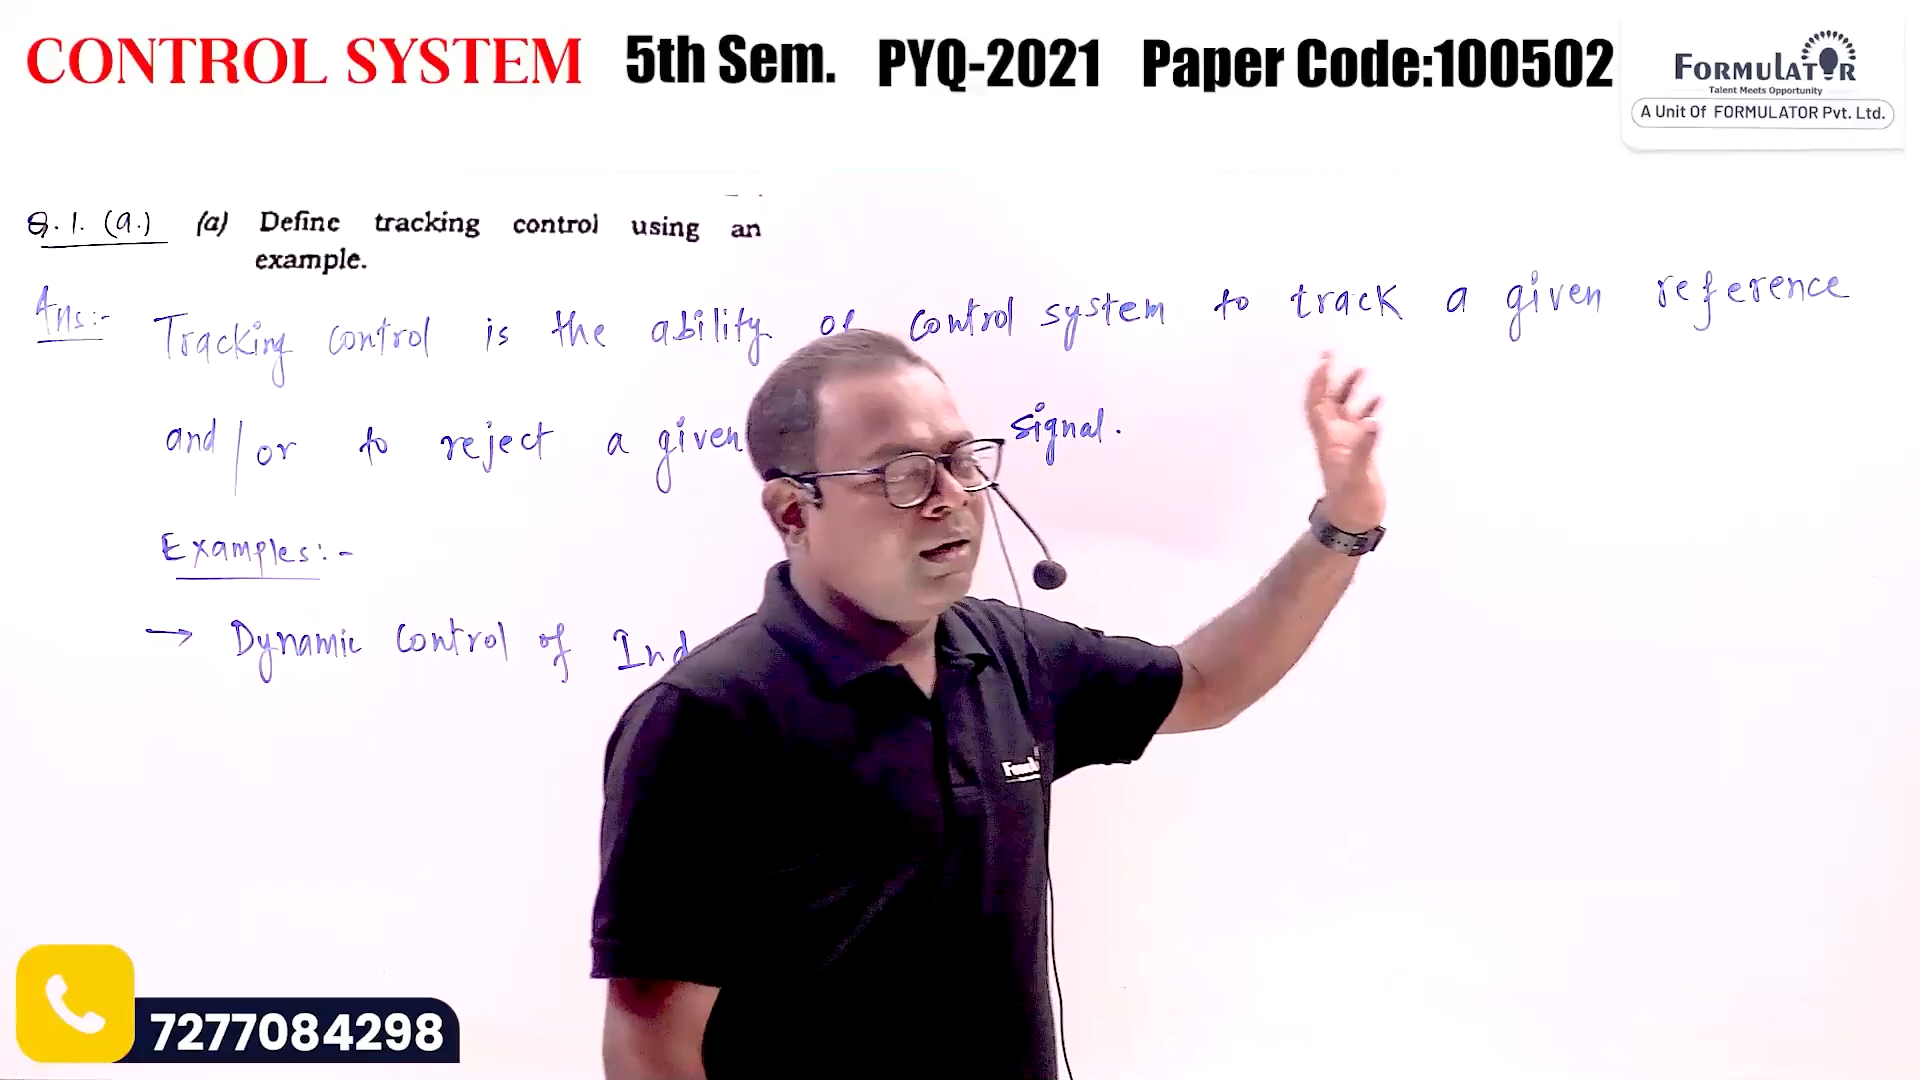 CONTROL SYSTEM 5th Sem. PYQ-2021 Paper Code:100502
FORMULATOR
Talent Meets Opportunity
A Unit Of FORMULATOR Pvt. Ltd.
Q.1.(a.) (a) Define tracking control using an
example.
Ans:- Tracking control is the ability of control system to track a given reference
and/or to reject a given signal.
Examples:-
→ Dynamic control of Ind
7277084298